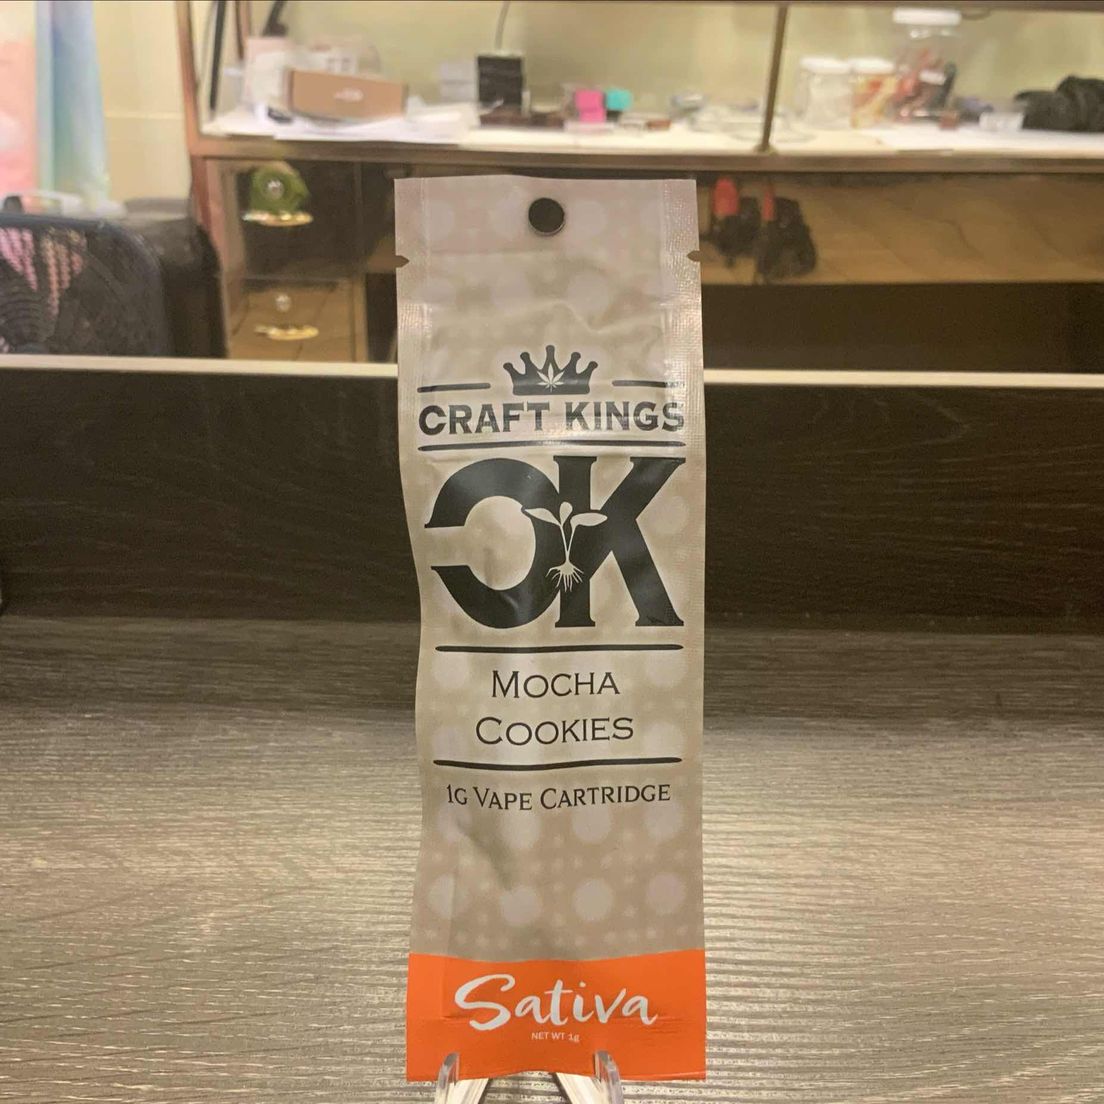 CRAFT KINGS
CK
MOCHA
COOKIES
1G VAPE CARTRIDGE
Sativa
NET WT 1g